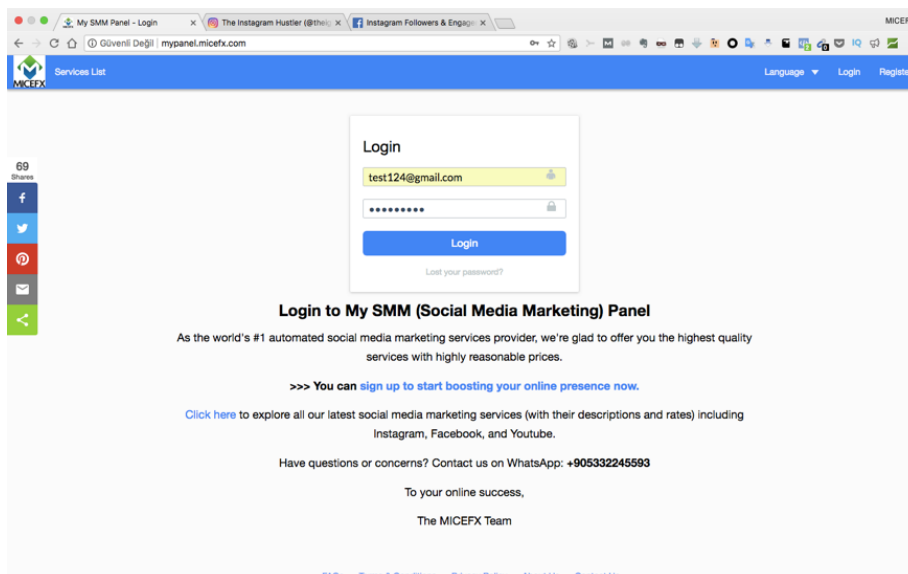 My SMM Panel - Login
The Instagram Hustler (@theig
Instagram Followers & Engage
MICEF
Güvenli Değil
mypanel.micefx.com
MICEFX
Services List
Language
Login
Registe
Login
69
Shares
test124@gmail.com
Login
Lost your password?
Login to My SMM (Social Media Marketing) Panel
As the world's #1 automated social media marketing services provider, we're glad to offer you the highest quality
services with highly reasonable prices.
>>> You can sign up to start boosting your online presence now.
Click here to explore all our latest social media marketing services (with their descriptions and rates) including
Instagram, Facebook, and Youtube.
Have questions or concerns? Contact us on WhatsApp: +905332245593
To your online success,
The MICEFX Team